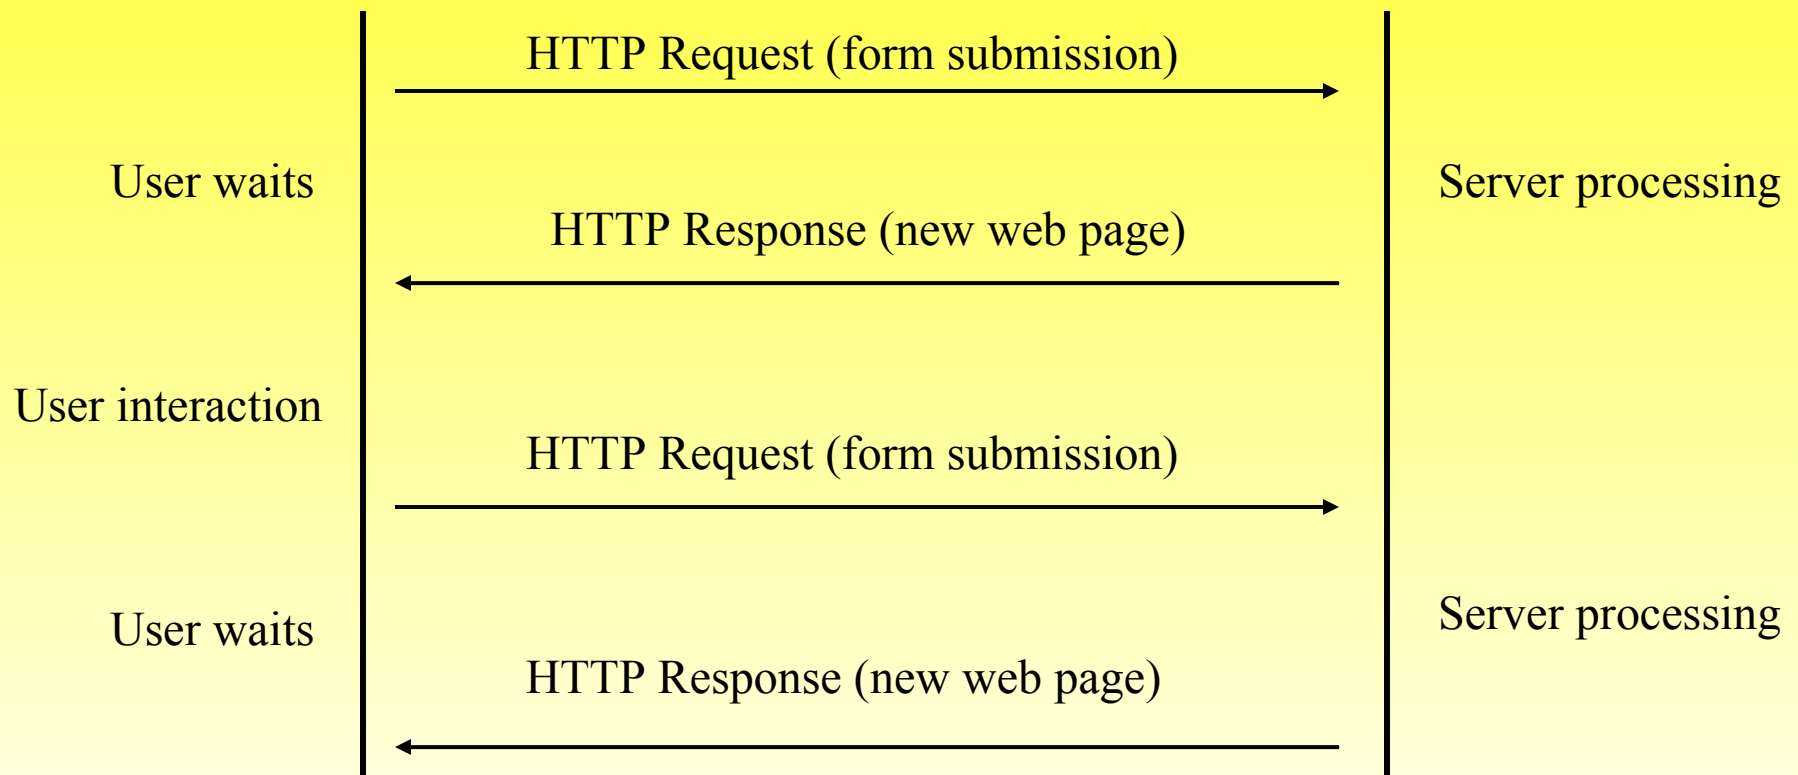 HTTP Request (form submission)
User waits
Server processing
HTTP Response (new web page)
User interaction
HTTP Request (form submission)
User waits
Server processing
HTTP Response (new web page)